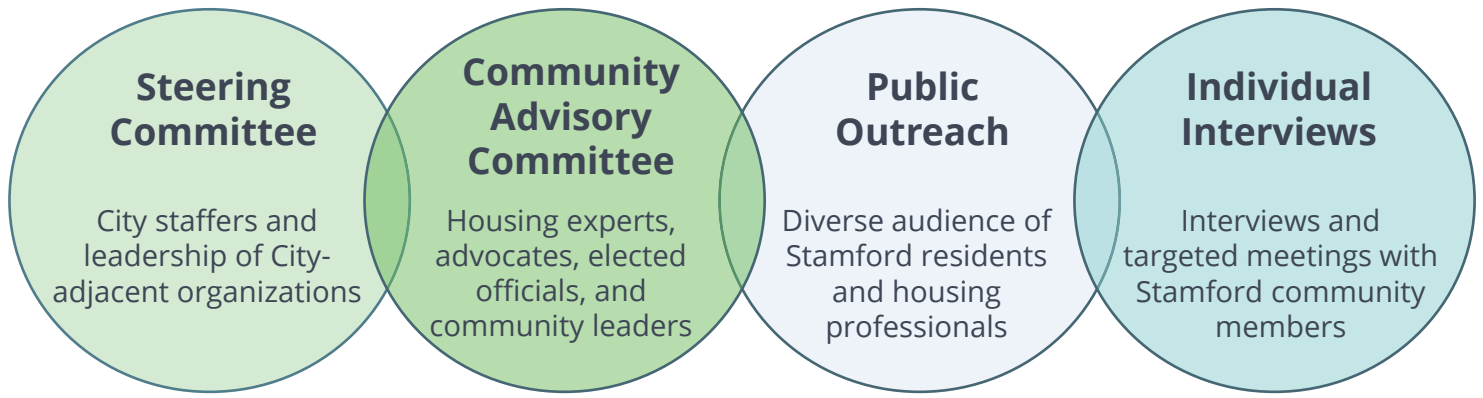 Steering
Committee
City staffers and
leadership of City-
adjacent organizations
Community
Advisory
Committee
Housing experts,
advocates, elected
officials, and
community leaders
Public
Outreach
Diverse audience of
Stamford residents
and housing
professionals
Individual
Interviews
Interviews and
targeted meetings with
Stamford community
members